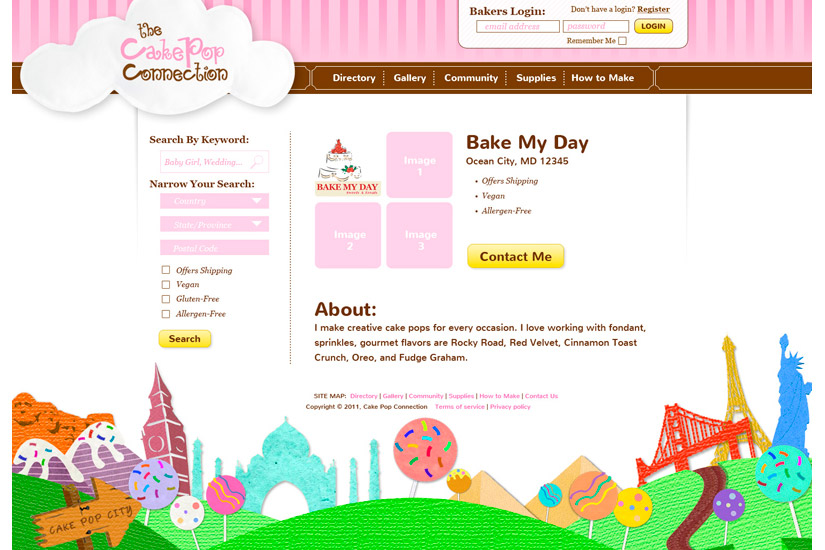 the
Cake Pop
Connection
Bakers Login:
Don't have a login? Register
email address
password
LOGIN
Remember Me
Directory
Gallery
Community
Supplies
How to Make
Search By Keyword:
Baby Girl, Wedding...
Narrow Your Search:
Country
State/Province
Postal Code
Offers Shipping
Vegan
Gluten-Free
Allergen-Free
Search
BAKE MY DAY
Image
1
Image
2
Image
3
Bake My Day
Ocean City, MD 12345
• Offers Shipping
• Vegan
• Allergen-Free
Contact Me
About:
I make creative cake pops for every occasion. I love working with fondant,
sprinkles, gourmet flavors are Rocky Road, Red Velvet, Cinnamon Toast
Crunch, Oreo, and Fudge Graham.
SITE MAP: Directory | Gallery | Community | Supplies | How to Make | Contact Us
Copyright © 2011, Cake Pop Connection Terms of service | Privacy policy
CAKE POP CITY